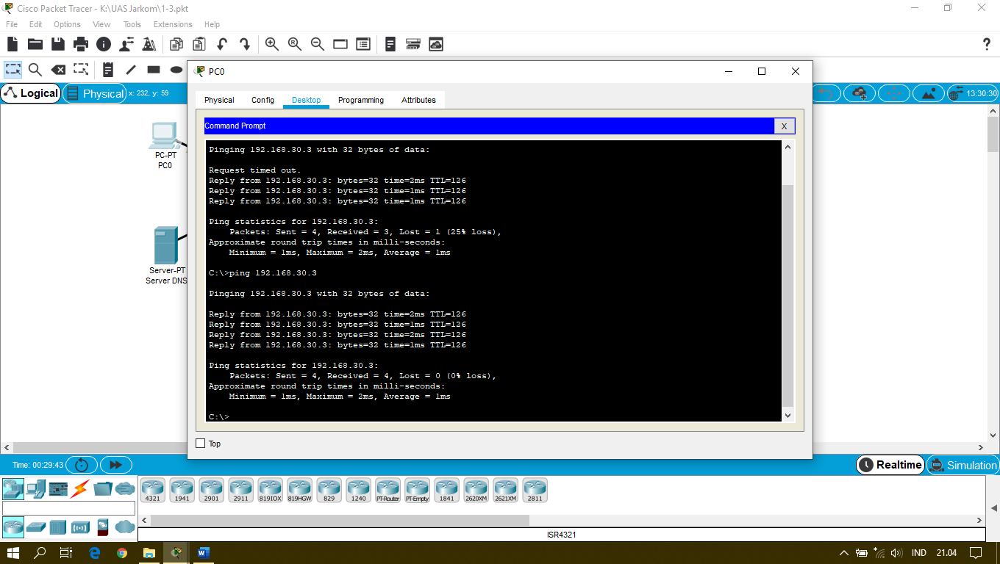 Cisco Packet Tracer - K:\UAS Jarkom\1-3.pkt
File Edit Options View Tools Extensions Help
Logical Physical x: 232, y: 59
13:30:30
PC-PT
PC0
Server-PT
Server DNS
PC0
Physical Config Desktop Programming Attributes
Command Prompt
X
Pinging 192.168.30.3 with 32 bytes of data:
Request timed out.
Reply from 192.168.30.3: bytes=32 time=2ms TTL=126
Reply from 192.168.30.3: bytes=32 time=1ms TTL=126
Reply from 192.168.30.3: bytes=32 time=1ms TTL=126
Ping statistics for 192.168.30.3:
Packets: Sent = 4, Received = 3, Lost = 1 (25% loss),
Approximate round trip times in milli-seconds:
Minimum = 1ms, Maximum = 2ms, Average = 1ms
C:\>ping 192.168.30.3
Pinging 192.168.30.3 with 32 bytes of data:
Reply from 192.168.30.3: bytes=32 time=2ms TTL=126
Reply from 192.168.30.3: bytes=32 time=1ms TTL=126
Reply from 192.168.30.3: bytes=32 time=2ms TTL=126
Reply from 192.168.30.3: bytes=32 time=1ms TTL=126
Ping statistics for 192.168.30.3:
Packets: Sent = 4, Received = 4, Lost = 0 (0% loss),
Approximate round trip times in milli-seconds:
Minimum = 1ms, Maximum = 2ms, Average = 1ms
C:\>
Top
Time: 00:29:43
Realtime Simulation
4321 1941 2901 2911 819IOX 819HGW 829 1240 PT-Router PT-Empty 1841 2620XM 2621XM 2811
ISR4321
IND 21.04